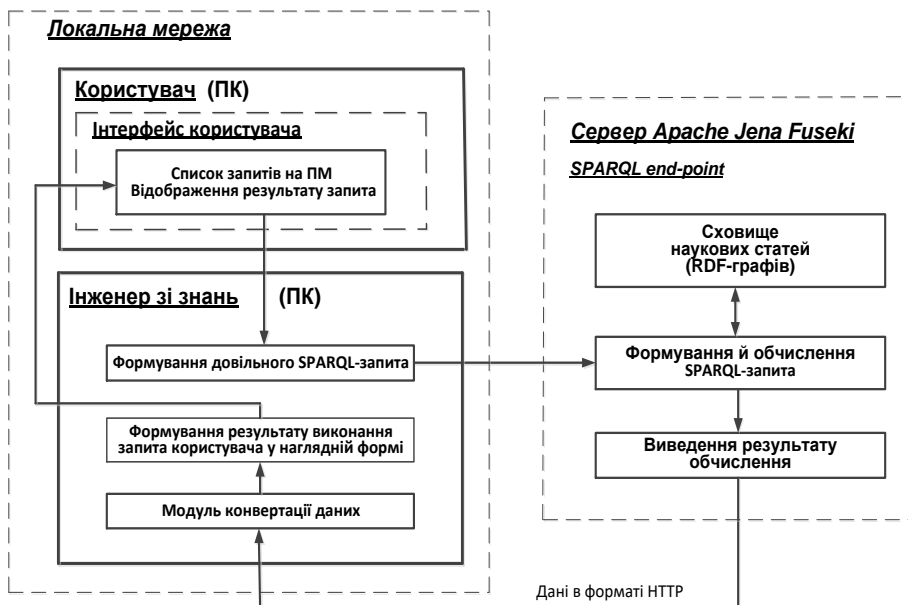 Локальна мережа
Користувач (ПК)
Інтерфейс користувача
Список запитів на ПМ
Відображення результату запита
Інженер зі знань (ПК)
Формування довільного SPARQL-запита
Формування результату виконання
запита користувача у наглядній формі
Модуль конвертації даних
Сервер Apache Jena Fuseki
SPARQL end-point
Сховище
наукових статей
(RDF-графів)
Формування й обчислення
SPARQL-запита
Виведення результату
обчислення
Дані в форматі HTTP